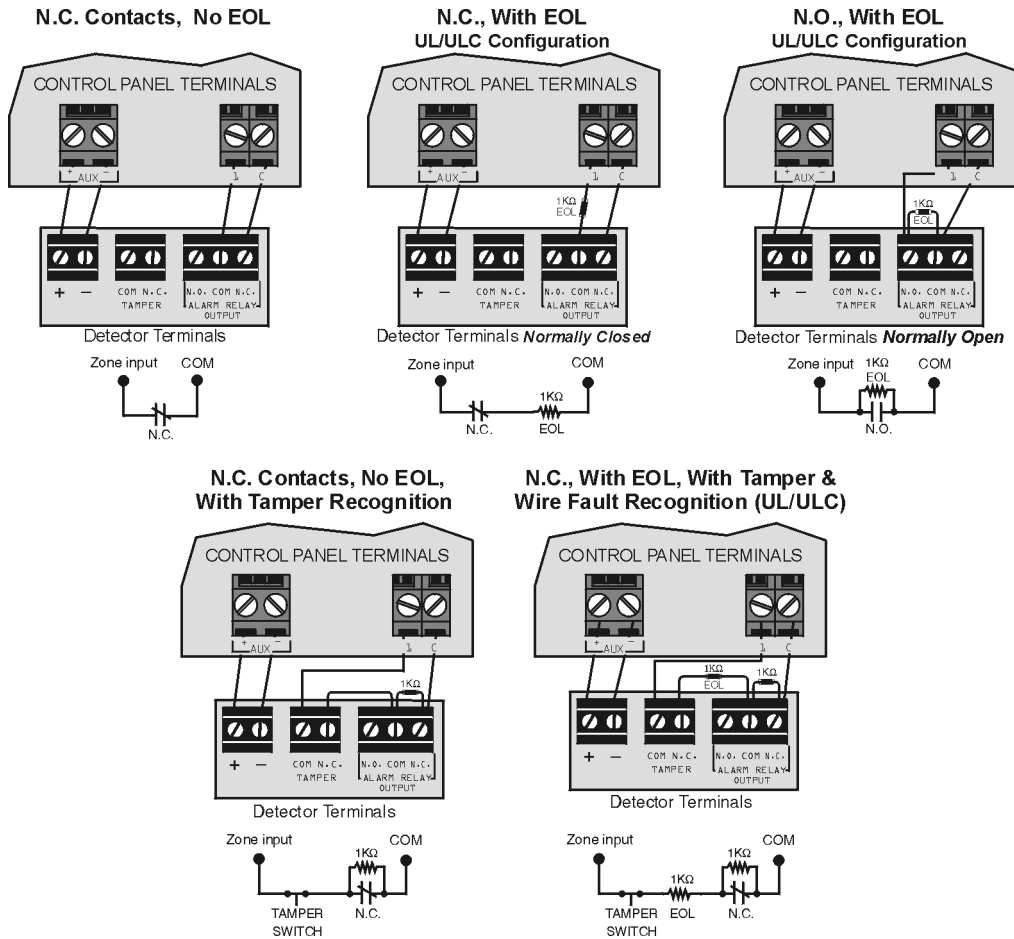 N.C. Contacts, No EOL
CONTROL PANEL TERMINALS
+ −
AUX
1 C
+ −
COM N.C.
TAMPER
N.O. COM N.C.
ALARM RELAY
OUTPUT
Detector Terminals
Zone input COM
N.C.
N.C., With EOL
UL/ULC Configuration
CONTROL PANEL TERMINALS
+ −
AUX
1 C
1KΩ
EOL
+ −
COM N.C.
TAMPER
N.O. COM N.C.
ALARM RELAY
OUTPUT
Detector Terminals Normally Closed
Zone input COM
1KΩ
N.C. EOL
N.O., With EOL
UL/ULC Configuration
CONTROL PANEL TERMINALS
+ −
AUX
1 C
1KΩ
EOL
+ −
COM N.C.
TAMPER
N.O. COM N.C.
ALARM RELAY
OUTPUT
Detector Terminals Normally Open
Zone input COM
1KΩ
EOL
N.O.
N.C. Contacts, No EOL,
With Tamper Recognition
CONTROL PANEL TERMINALS
+ −
AUX
1 C
1KΩ
+ −
COM N.C.
TAMPER
N.O. COM N.C.
ALARM RELAY
OUTPUT
Detector Terminals
Zone input COM
1KΩ
TAMPER
SWITCH
N.C.
N.C., With EOL, With Tamper &
Wire Fault Recognition (UL/ULC)
CONTROL PANEL TERMINALS
+ −
AUX
1 C
1KΩ
EOL
1KΩ
+ −
COM N.C.
TAMPER
N.O. COM N.C.
ALARM RELAY
OUTPUT
Detector Terminals
Zone input COM
1KΩ
1KΩ
TAMPER
SWITCH
EOL
N.C.